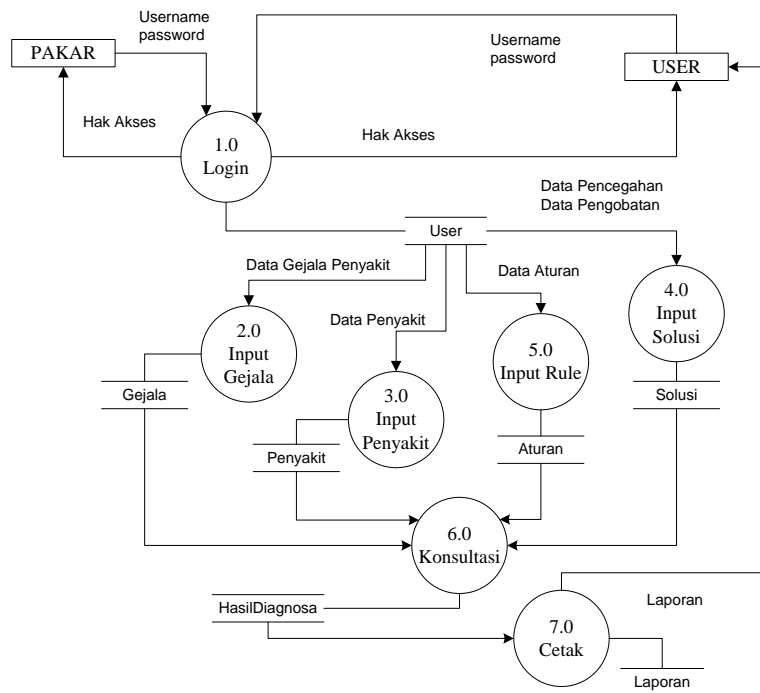 Username
password
PAKAR
Username
password
USER
Hak Akses
1.0
Login
Hak Akses
Data Pencegahan
Data Pengobatan
User
Data Gejala Penyakit
Data Aturan
4.0
Input
Solusi
2.0
Input
Gejala
Data Penyakit
5.0
Input Rule
Gejala
3.0
Input
Penyakit
Solusi
Penyakit
Aturan
6.0
Konsultasi
HasilDiagnosa
Laporan
7.0
Cetak
Laporan